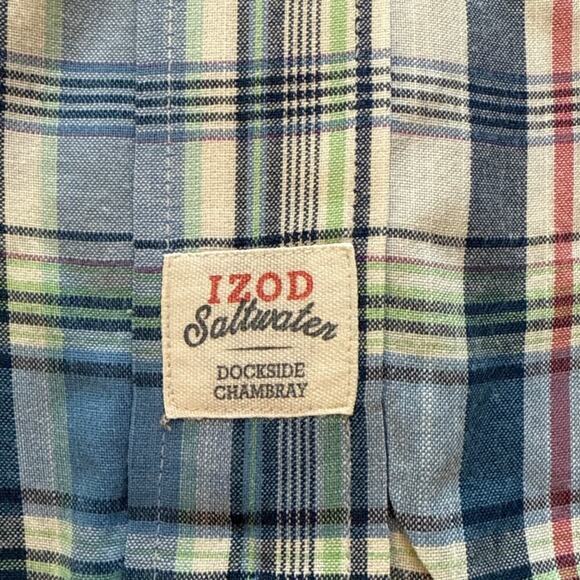 IZOD
Saltwater
DOCKSIDE
CHAMBRAY